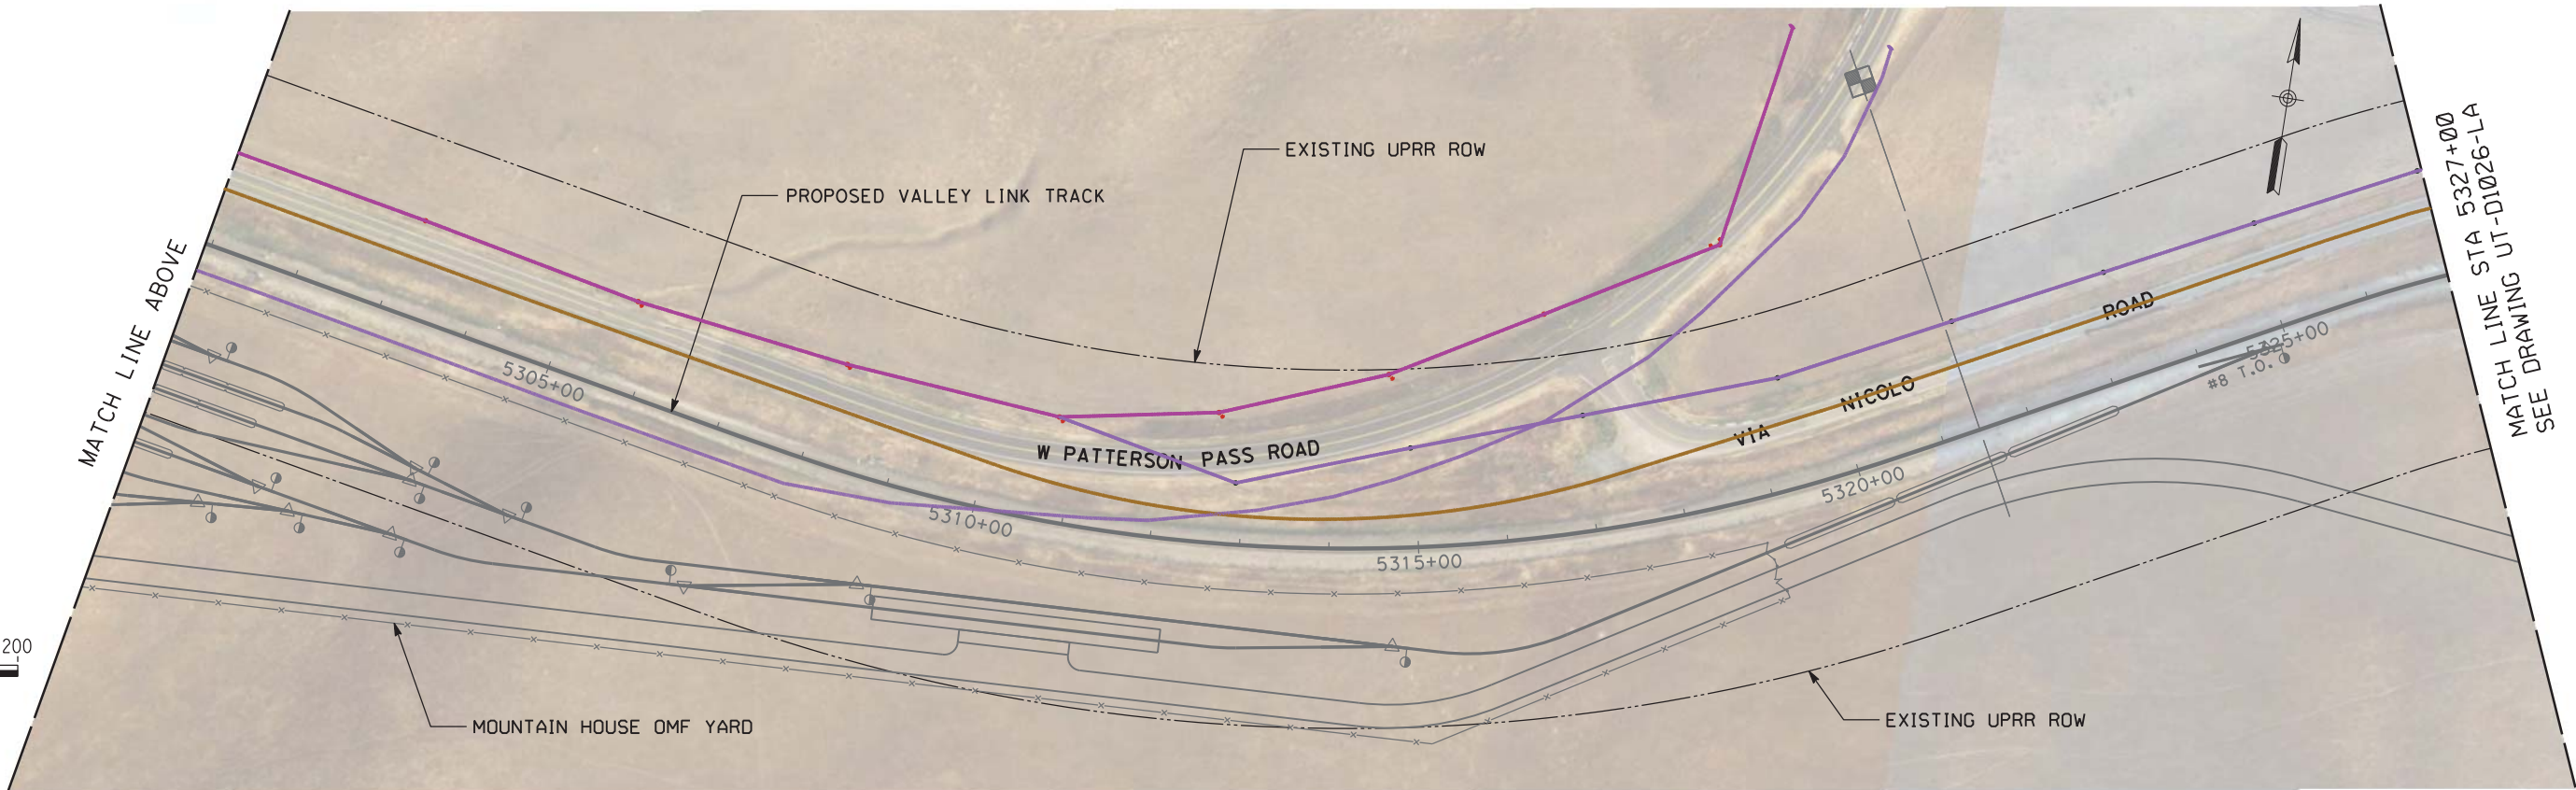 MATCH LINE ABOVE
EXISTING UPRR ROW
PROPOSED VALLEY LINK TRACK
5305+00
5310+00
W PATTERSON PASS ROAD
5315+00
VIA NICOLO ROAD
5320+00
5325+00
#8 T.O.
MATCH LINE STA 5327+00
SEE DRAWING UT-D1026-LA
200
MOUNTAIN HOUSE OMF YARD
EXISTING UPRR ROW